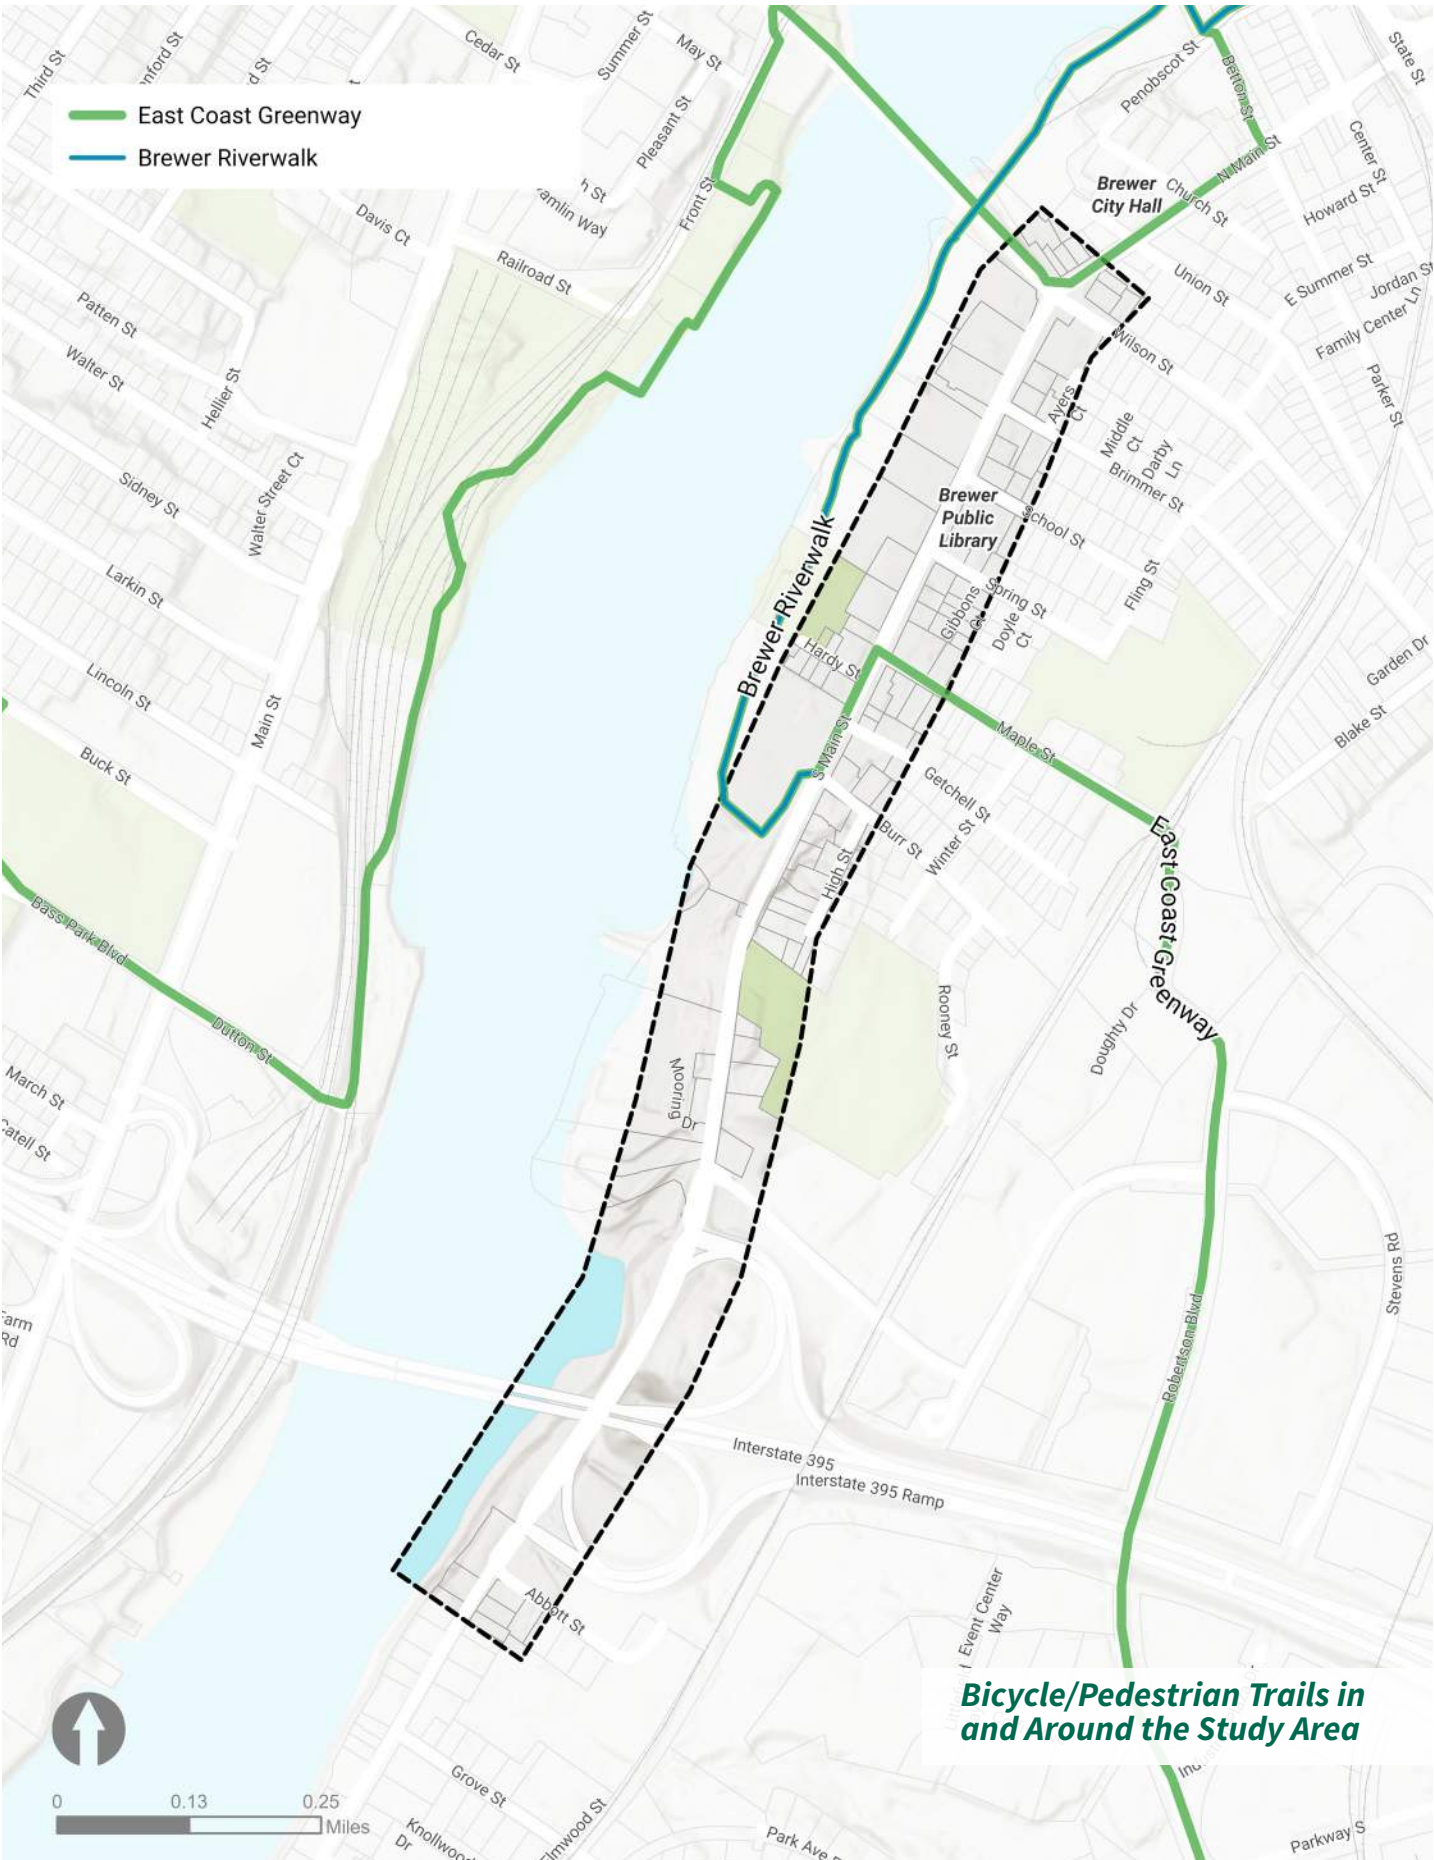 Third St
Cedar St
Summer St
May St
Pleasant St
State St
Penobscot St
Betton St
East Coast Greenway
Brewer Riverwalk
N Main St
Center St
Howard St
Church St
Brewer
City Hall
Front St
Davis Ct
Railroad St
Union St
E Summer St
Jordan St
Family Center Ln
Patten St
Walter St
Hellier St
Wilson St
Parker St
Ayers
Ct
Middle
Ct
Darby
Ln
Brimmer St
Sidney St
Walter Street Ct
Brewer
Public
Library
School St
Larkin St
Brewer Riverwalk
Fling St
Spring St
Gibbons
Ct
Doyle
Ct
Hardy St
Garden Dr
Lincoln St
Main St
Blake St
Buck St
S Main St
Maple St
Getchell St
Burr St
Winter St
High St
East Coast Greenway
Bass Park Blvd
Dutton St
Rooney St
Doughty Dr
March St
Mooring
Dr
Catell St
Stevens Rd
Robertson Blvd
Rd
Interstate 395
Interstate 395 Ramp
Abbott St
Event Center
Way
Bicycle/Pedestrian Trails in
and Around the Study Area
Grove St
0 0.13 0.25
Miles
Dr
Park Ave
Parkway S